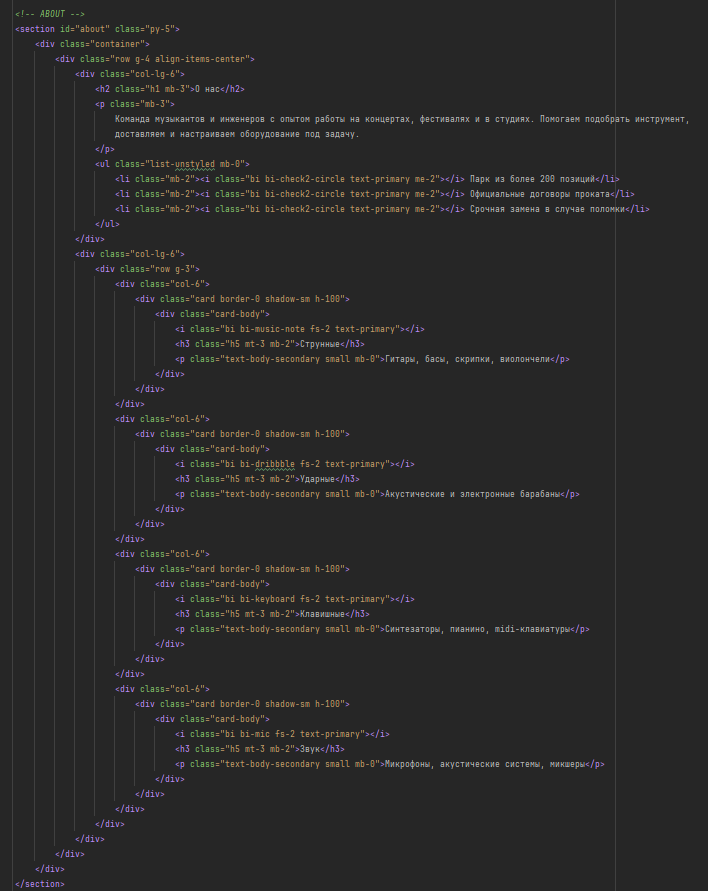 <!-- ABOUT -->
<section id="about" class="py-5">
<div class="container">
<div class="row g-4 align-items-center">
<div class="col-lg-6">
<h2 class="h1 mb-3">О нас</h2>
<p class="mb-3">
Команда музыкантов и инженеров с опытом работы на концертах, фестивалях и в студиях. Помогаем подобрать инструмент,
доставляем и настраиваем оборудование под задачу.
</p>
<ul class="list-unstyled mb-0">
<li class="mb-2"><i class="bi bi-check2-circle text-primary me-2"></i> Парк из более 200 позиций</li>
<li class="mb-2"><i class="bi bi-check2-circle text-primary me-2"></i> Официальные договоры проката</li>
<li class="mb-2"><i class="bi bi-check2-circle text-primary me-2"></i> Срочная замена в случае поломки</li>
</ul>
</div>
<div class="col-lg-6">
<div class="row g-3">
<div class="col-6">
<div class="card border-0 shadow-sm h-100">
<div class="card-body">
<i class="bi bi-music-note fs-2 text-primary"></i>
<h3 class="h5 mt-3 mb-2">Струнные</h3>
<p class="text-body-secondary small mb-0">Гитары, басы, скрипки, виолончели</p>
</div>
</div>
</div>
<div class="col-6">
<div class="card border-0 shadow-sm h-100">
<div class="card-body">
<i class="bi bi-dribbble fs-2 text-primary"></i>
<h3 class="h5 mt-3 mb-2">Ударные</h3>
<p class="text-body-secondary small mb-0">Акустические и электронные барабаны</p>
</div>
</div>
</div>
<div class="col-6">
<div class="card border-0 shadow-sm h-100">
<div class="card-body">
<i class="bi bi-keyboard fs-2 text-primary"></i>
<h3 class="h5 mt-3 mb-2">Клавишные</h3>
<p class="text-body-secondary small mb-0">Синтезаторы, пианино, midi-клавиатуры</p>
</div>
</div>
</div>
<div class="col-6">
<div class="card border-0 shadow-sm h-100">
<div class="card-body">
<i class="bi bi-mic fs-2 text-primary"></i>
<h3 class="h5 mt-3 mb-2">Звук</h3>
<p class="text-body-secondary small mb-0">Микрофоны, акустические системы, микшеры</p>
</div>
</div>
</div>
</div>
</div>
</div>
</div>
</section>